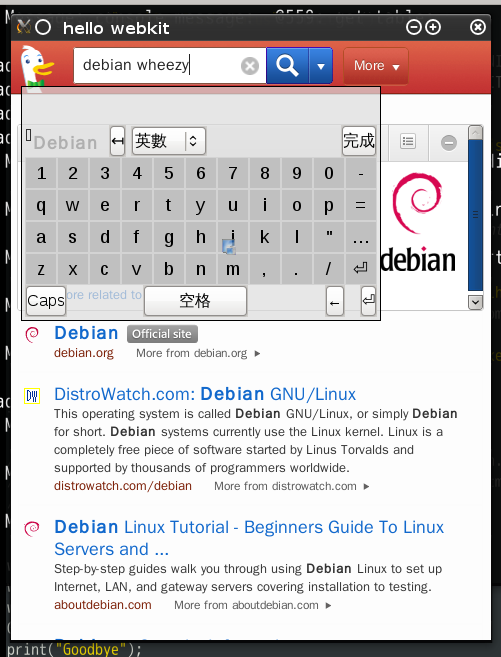 hello webkit
debian wheezy
More
Debian
英數
完成
1 2 3 4 5 6 7 8 9 0 -
q w e r t y u i o p =
a s d f g h j k l " ...
z x c v b n m , . /
Caps
空格
←
ore related to
debian
Debian Official site
debian.org More from debian.org
DistroWatch.com: Debian GNU/Linux
This operating system is called Debian GNU/Linux, or simply Debian
for short. Debian systems currently use the Linux kernel. Linux is a
completely free piece of software started by Linus Torvalds and
supported by thousands of programmers worldwide.
distrowatch.com/debian More from distrowatch.com
Debian Linux Tutorial - Beginners Guide To Linux
Servers and ...
Step-by-step guides walk you through using Debian Linux to set up
Internet, LAN, and gateway servers covering installation to testing.
aboutdebian.com More from aboutdebian.com
print("Goodbye");